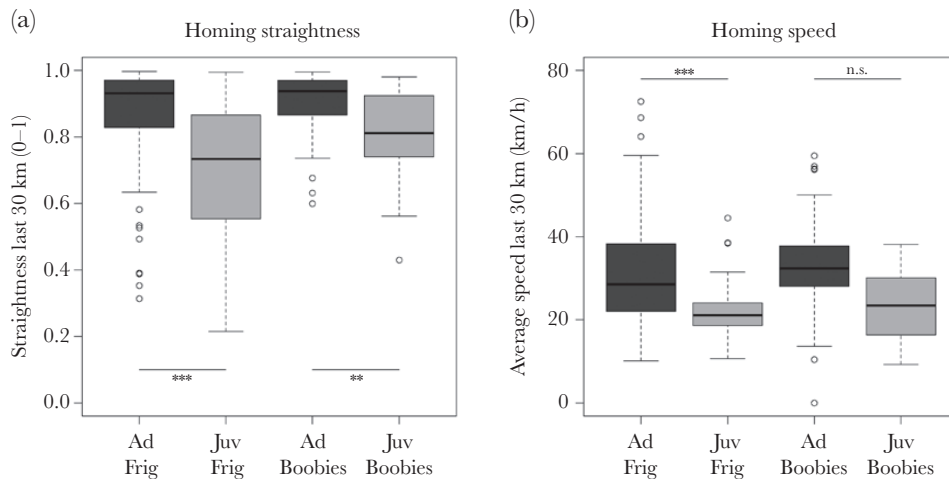 (a)
Homing straightness
Straightness last 30 km (0–1)
1.0
0.8
0.6
0.4
0.2
0.0
***
**
Ad
Frig
Juv
Frig
Ad
Boobies
Juv
Boobies
(b)
Homing speed
Average speed last 30 km (km/h)
80
60
40
20
0
***
n.s.
Ad
Frig
Juv
Frig
Ad
Boobies
Juv
Boobies